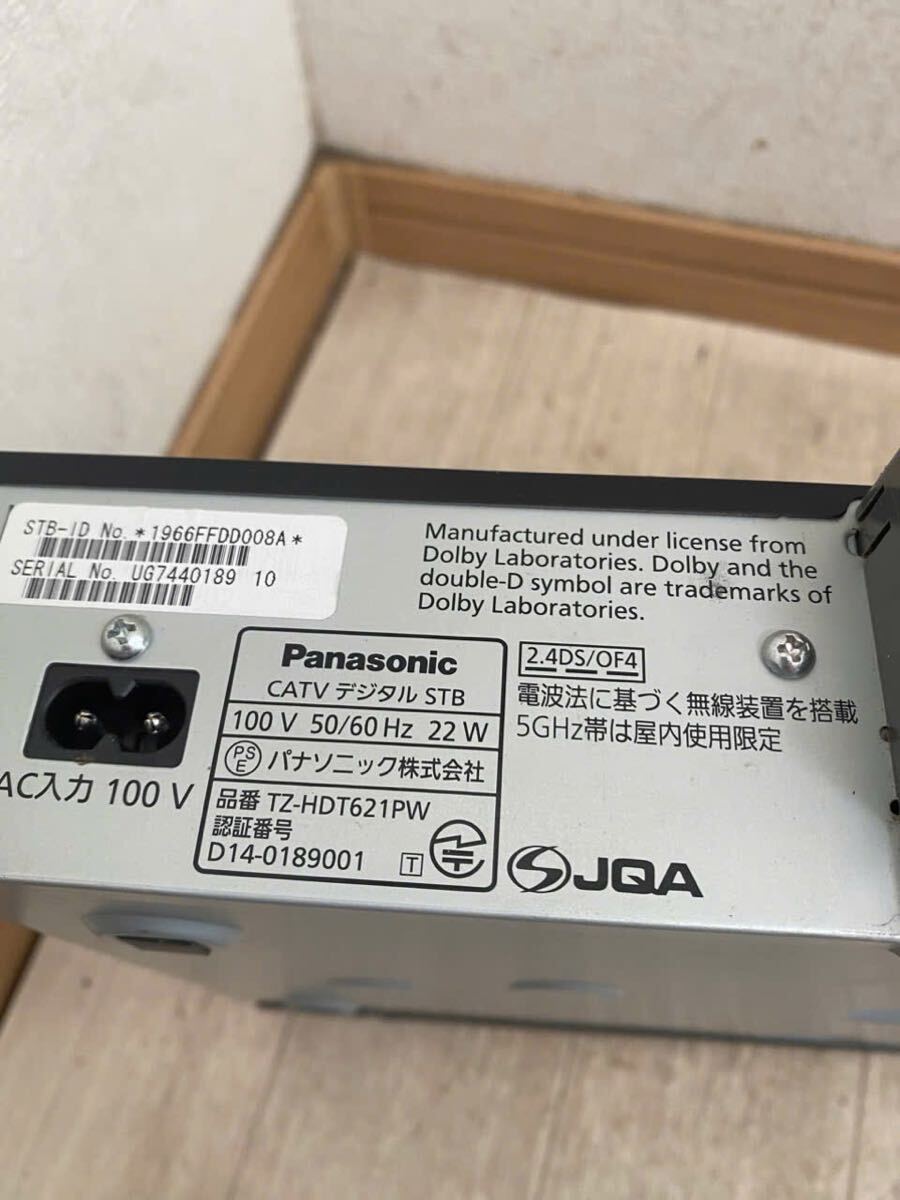 STB-ID No. *1966FFDD008A*
SERIAL No. UG7440189 10
Manufactured under license from
Dolby Laboratories. Dolby and the
double-D symbol are trademarks of
Dolby Laboratories.
AC入力 100 V
Panasonic
CATV デジタル STB
100 V 50/60 Hz 22 W
PS E パナソニック株式会社
品番 TZ-HDT621PW
認証番号
D14-0189001 T
2.4DS/OF4
電波法に基づく無線装置を搭載
5GHz帯は屋内使用限定
JQA